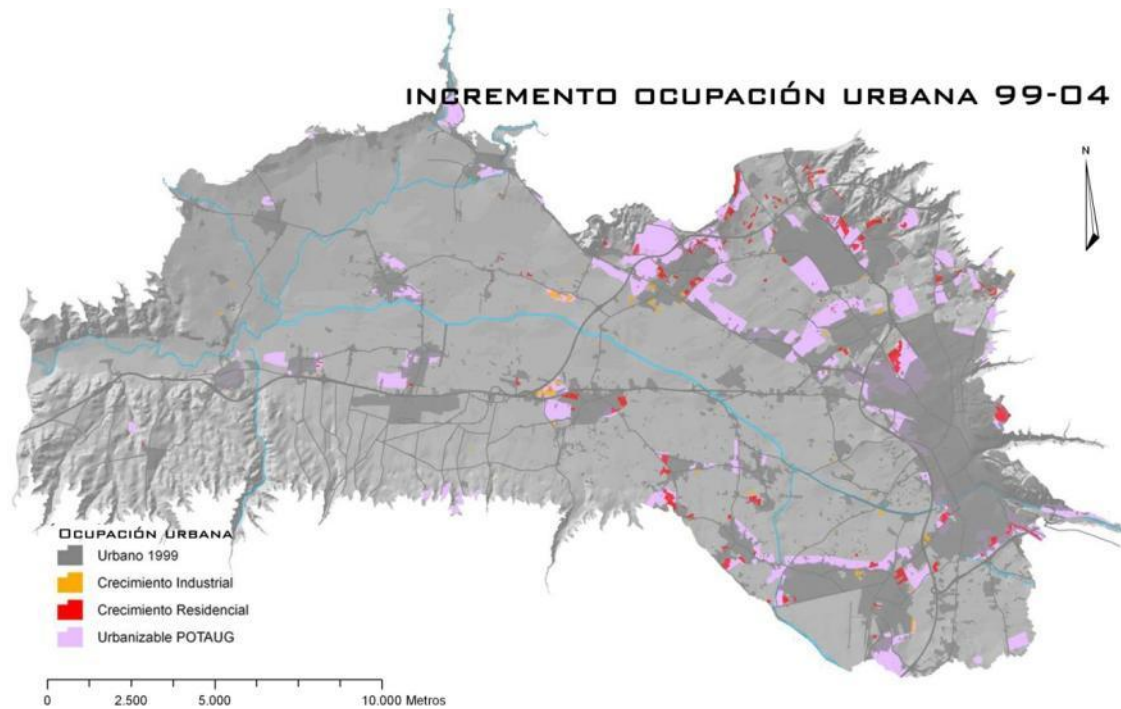 INCREMENTO OCUPACIÓN URBANA 99-04
N
OCUPACIÓN URBANA
Urbano 1999
Crecimiento Industrial
Crecimiento Residencial
Urbanizable POTAUG
0 2.500 5.000 10.000 Metros